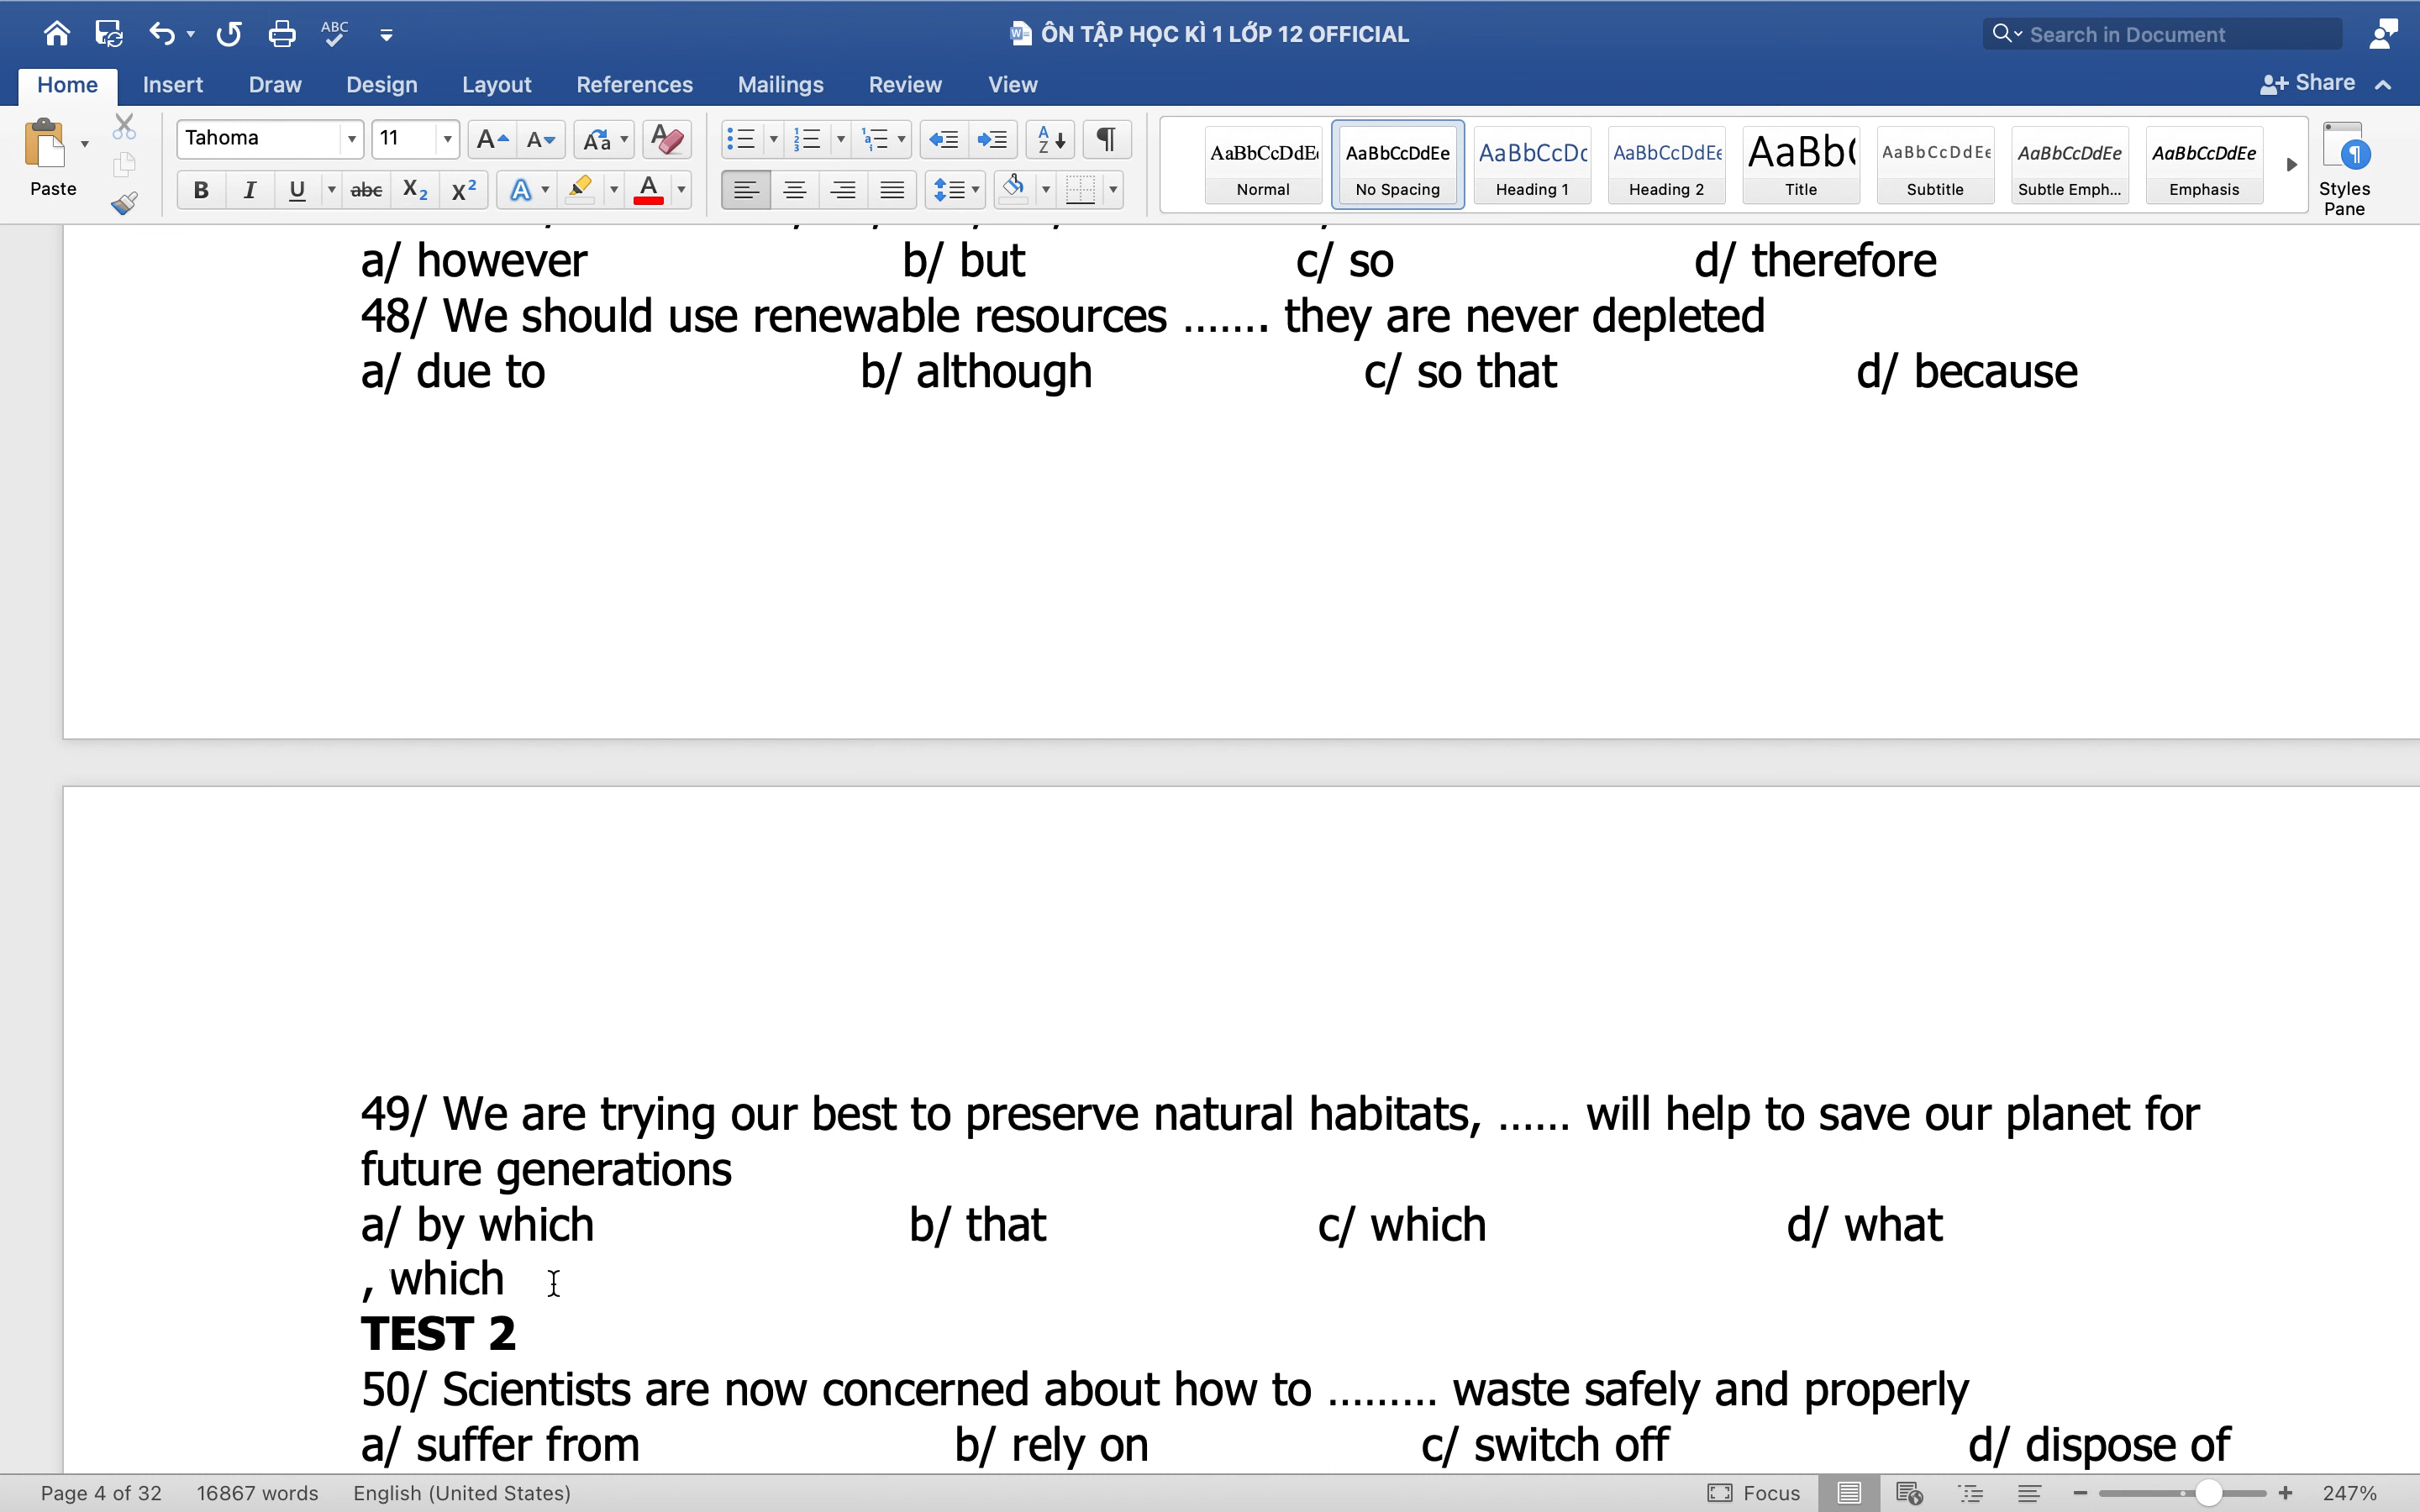 ABC
ÔN TẬP HỌC KÌ 1 LỚP 12 OFFICIAL
Search in Document
Home Insert Draw Design Layout References Mailings Review View Share
Paste
Tahoma 11
AaBbCcDdEe Normal
AaBbCcDdEe No Spacing
AaBbCcDc Heading 1
AaBbCcDdEe Heading 2
AaBb( Title
AaBbCcDdEe Subtitle
AaBbCcDdEe Subtle Emph...
AaBbCcDdEe Emphasis
Styles Pane
a/ however b/ but c/ so d/ therefore
48/ We should use renewable resources ....... they are never depleted
a/ due to b/ although c/ so that d/ because
49/ We are trying our best to preserve natural habitats, ...... will help to save our planet for
future generations
a/ by which b/ that c/ which d/ what
, which
TEST 2
50/ Scientists are now concerned about how to ......... waste safely and properly
a/ suffer from b/ rely on c/ switch off d/ dispose of
Page 4 of 32 16867 words English (United States) Focus 247%